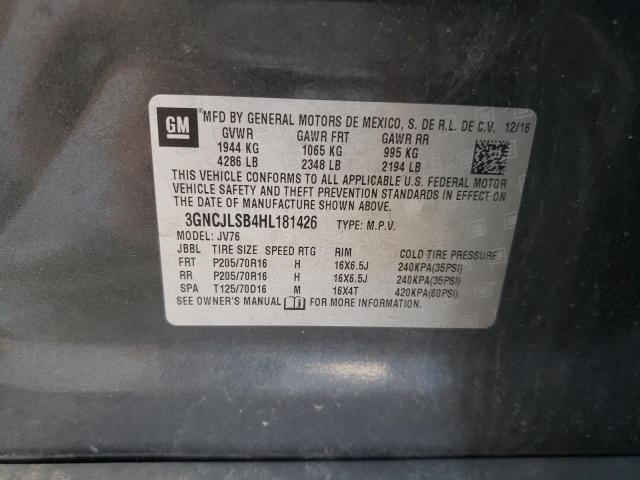 GM MFD BY GENERAL MOTORS DE MEXICO, S. DE R.L. DE C.V. 12/16
GVWR GAWR FRT GAWR RR
1944 KG 1065 KG 995 KG
4286 LB 2348 LB 2194 LB
THIS VEHICLE CONFORMS TO ALL APPLICABLE U.S. FEDERAL MOTOR
VEHICLE SAFETY AND THEFT PREVENTION STANDARDS IN EFFECT ON
THE DATE OF MANUFACTURE SHOWN ABOVE.
3GNCJLSB4HL181426 TYPE: M.P.V.
MODEL: JV76
JBBL TIRE SIZE SPEED RTG RIM COLD TIRE PRESSURE
FRT P205/70R16 H 16X6.5J 240KPA(35PSI)
RR P205/70R16 H 16X6.5J 240KPA(35PSI)
SPA T125/70D16 M 16X4T 420KPA(60PSI)
SEE OWNER'S MANUAL FOR MORE INFORMATION.